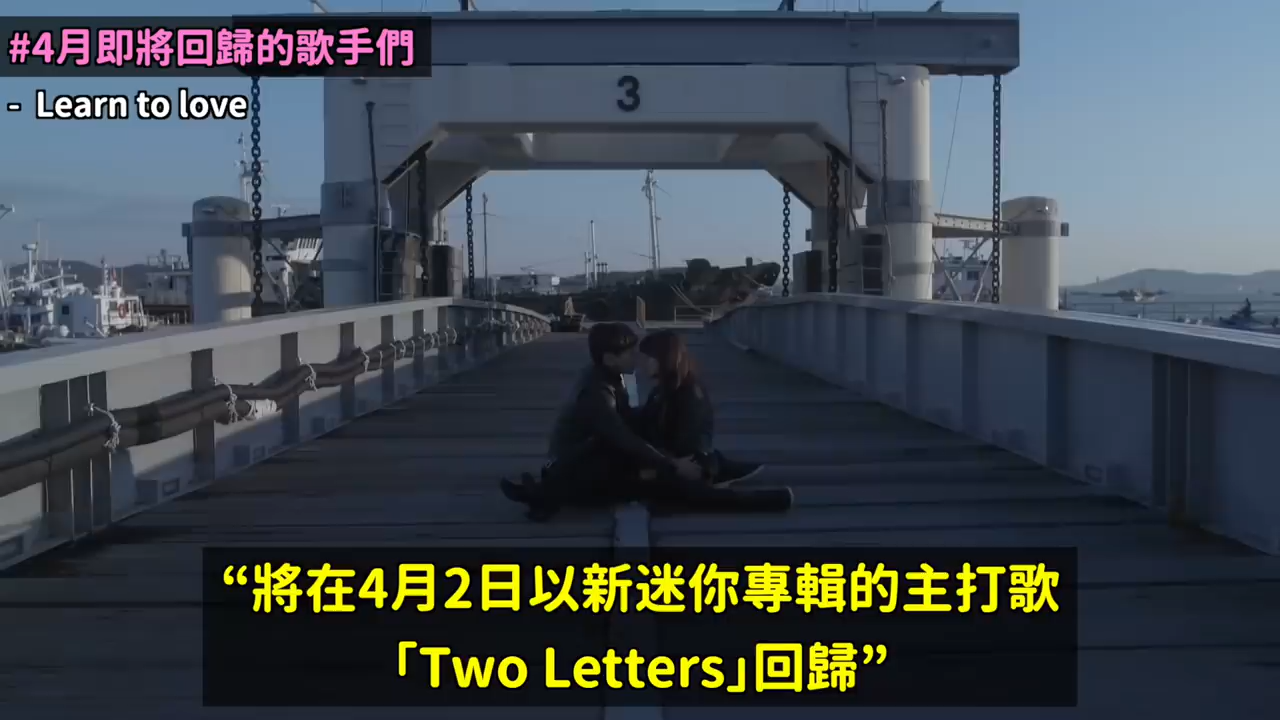 #4月即將回歸的歌手們
- Learn to love
3
“將在4月2日以新迷你專輯的主打歌
「Two Letters」回歸”